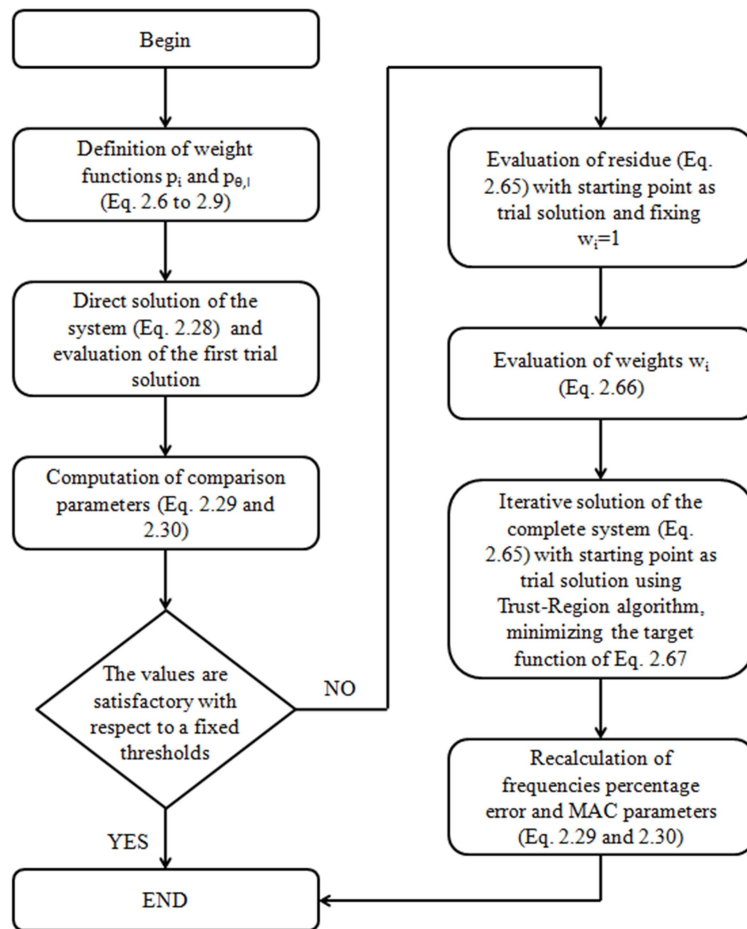 Begin
Definition of weight
functions pᵢ and p_θ,l
(Eq. 2.6 to 2.9)
Direct solution of the
system (Eq. 2.28) and
evaluation of the first trial
solution
Computation of comparison
parameters (Eq. 2.29 and
2.30)
The values are
satisfactory with
respect to a fixed
thresholds
NO
YES
END
Evaluation of residue (Eq.
2.65) with starting point as
trial solution and fixing
wᵢ=1
Evaluation of weights wᵢ
(Eq. 2.66)
Iterative solution of the
complete system (Eq.
2.65) with starting point as
trial solution using
Trust-Region algorithm,
minimizing the target
function of Eq. 2.67
Recalculation of
frequencies percentage
error and MAC parameters
(Eq. 2.29 and 2.30)